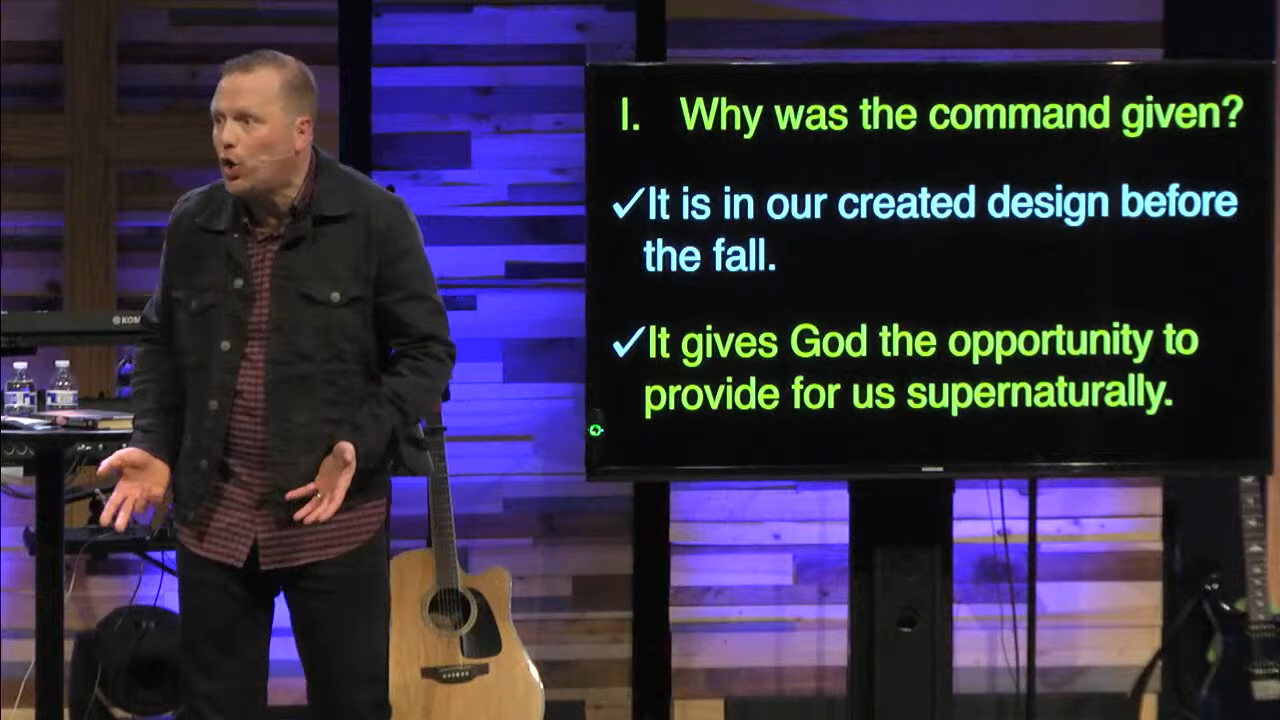 I. Why was the command given?
✓It is in our created design before
the fall.
✓It gives God the opportunity to
provide for us supernaturally.